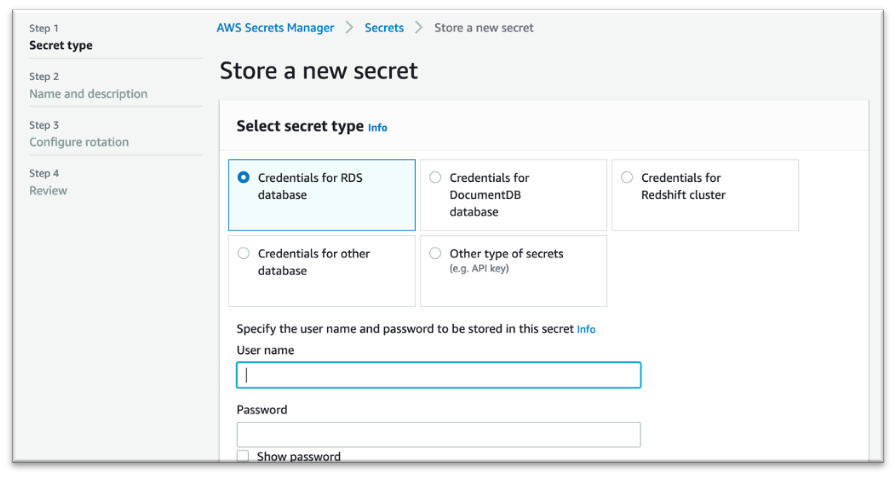 Step 1
Secret type
Step 2
Name and description
Step 3
Configure rotation
Step 4
Review
AWS Secrets Manager > Secrets > Store a new secret
Store a new secret
Select secret type Info
Credentials for RDS
database
Credentials for
DocumentDB
database
Credentials for
Redshift cluster
Credentials for other
database
Other type of secrets
(e.g. API key)
Specify the user name and password to be stored in this secret Info
User name
Password
Show password